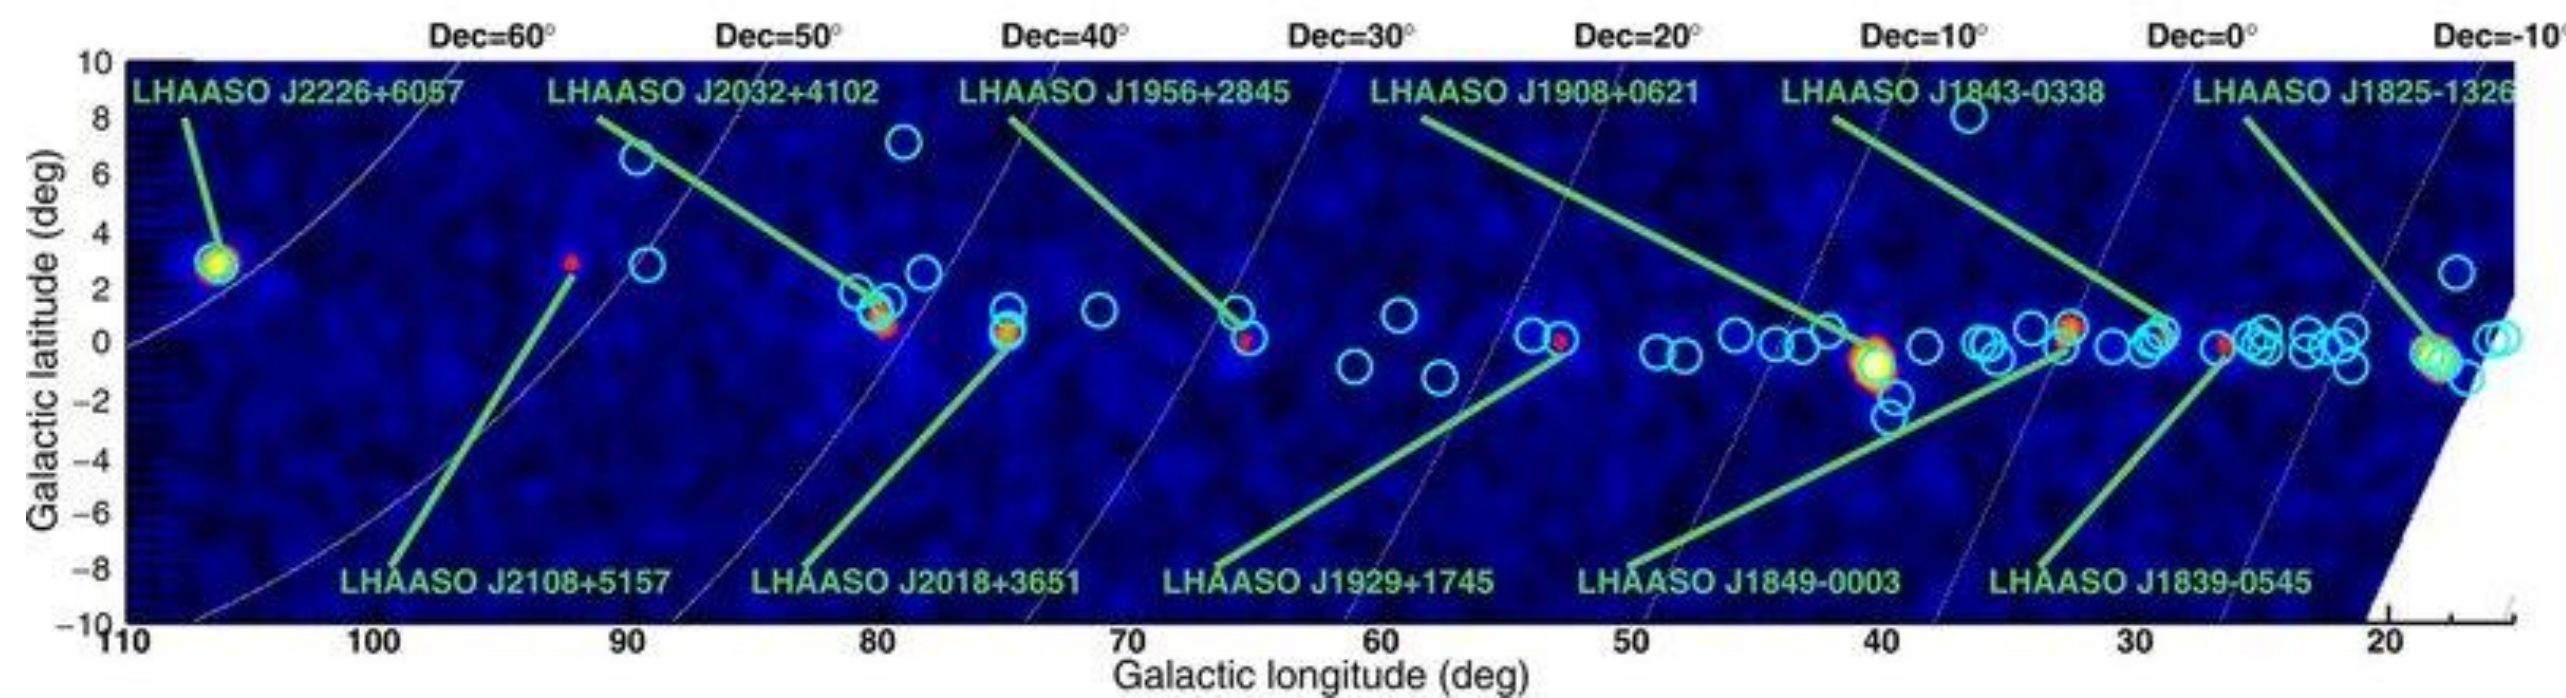 Dec=60° Dec=50° Dec=40° Dec=30° Dec=20° Dec=10° Dec=0° Dec=-10°
10
LHAASO J2226+6057 LHAASO J2032+4102 LHAASO J1956+2845 LHAASO J1908+0621 LHAASO J1843-0338 LHAASO J1825-1326
8
6
4
2
0
−2
−4
−6
−8
LHAASO J2108+5157 LHAASO J2018+3651 LHAASO J1929+1745 LHAASO J1849-0003 LHAASO J1839-0545
−10
Galactic latitude (deg)
110 100 90 80 70 60 50 40 30 20
Galactic longitude (deg)